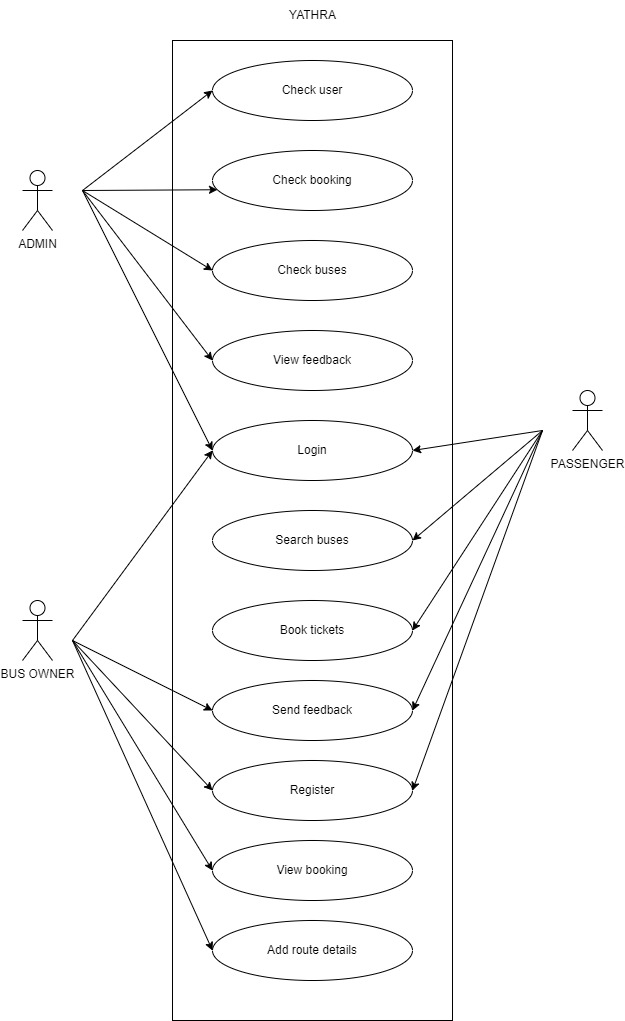 YATHRA
Check user
Check booking
ADMIN
Check buses
View feedback
Login
PASSENGER
Search buses
Book tickets
BUS OWNER
Send feedback
Register
View booking
Add route details